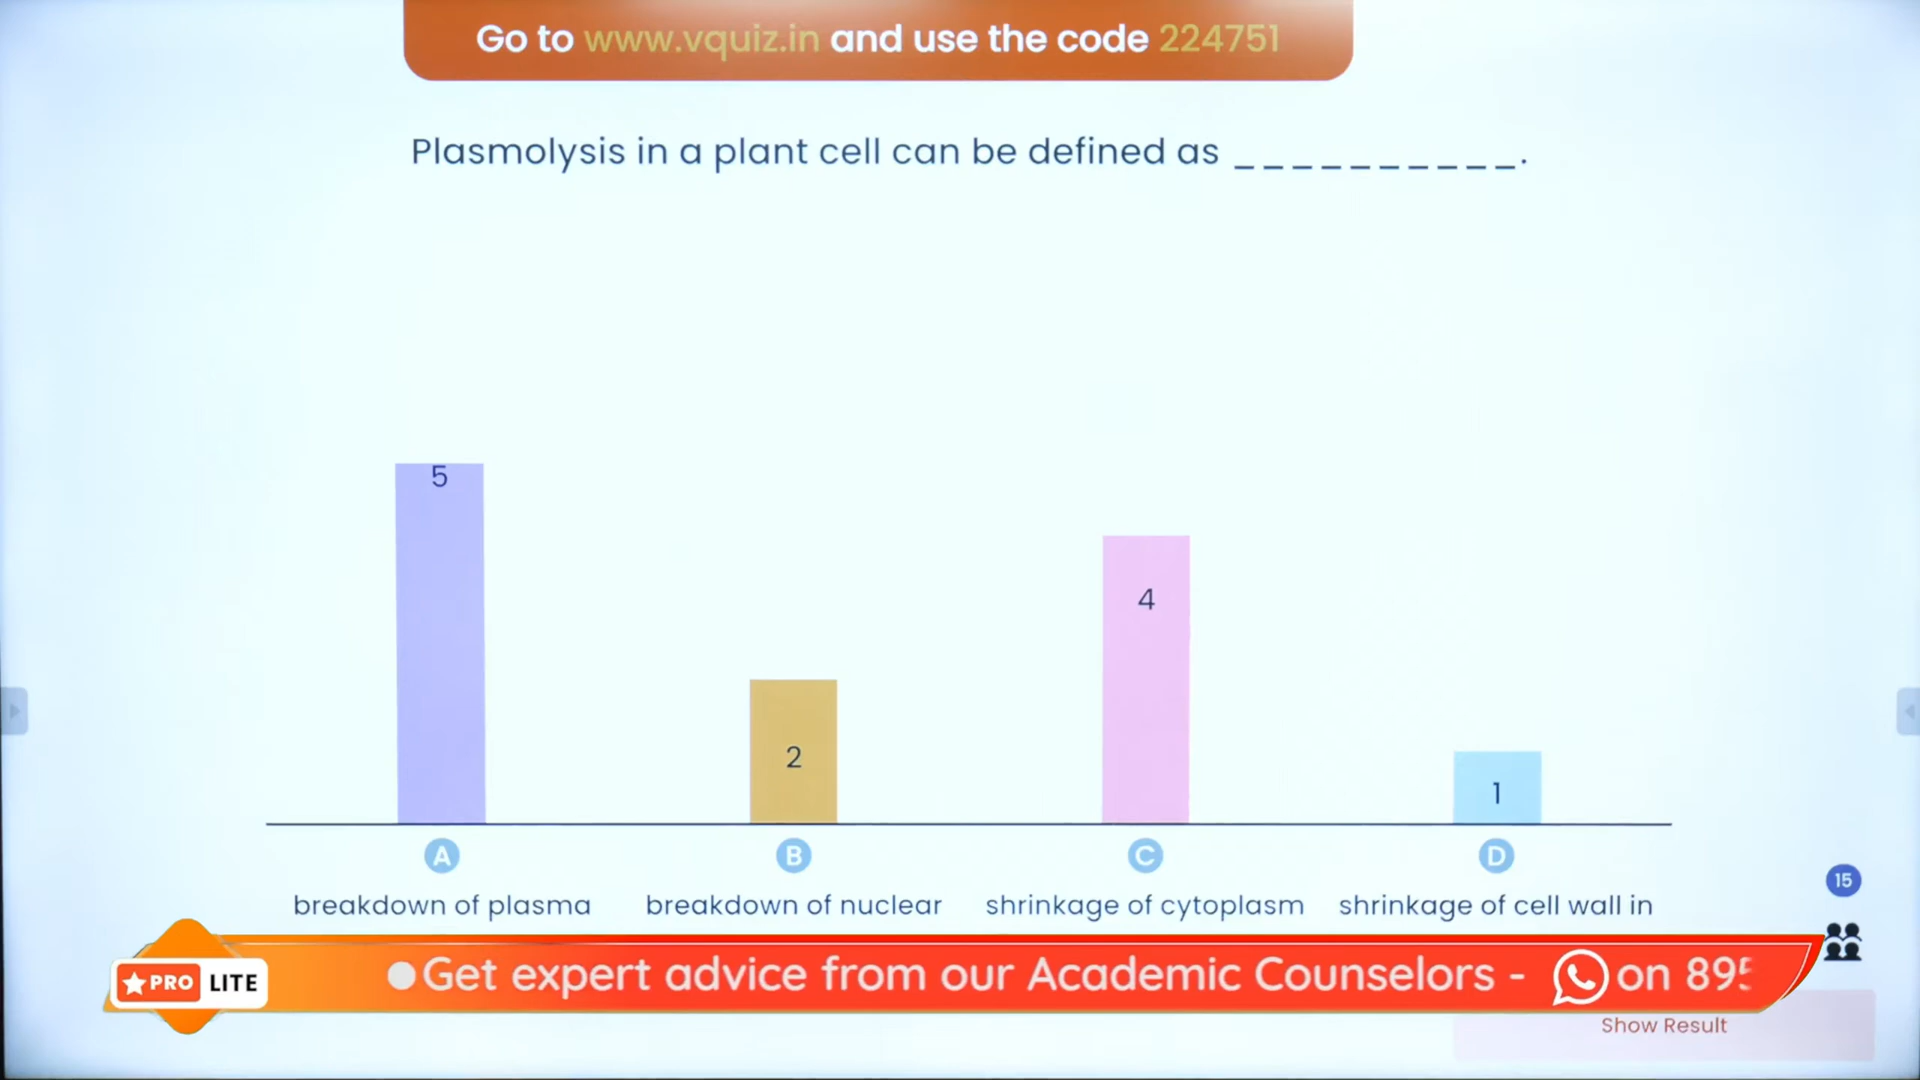 Go to www.vquiz.in and use the code 224751
Plasmolysis in a plant cell can be defined as __________.
5
2
4
1
A
B
C
D
breakdown of plasma
breakdown of nuclear
shrinkage of cytoplasm
shrinkage of cell wall in
15
PRO LITE
Get expert advice from our Academic Counselors - on 895
Show Result